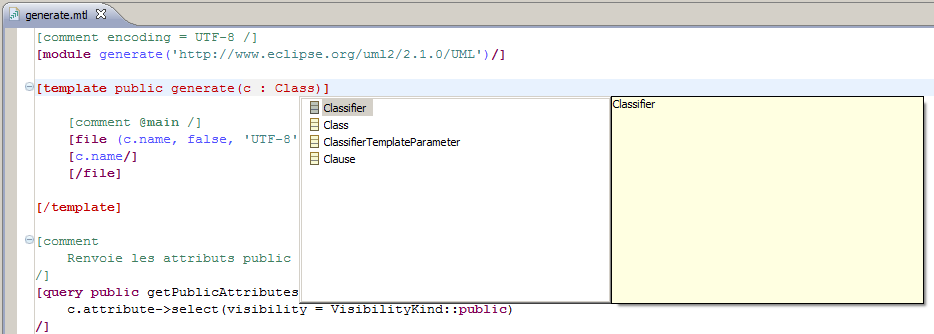 generate.mtl
[comment encoding = UTF-8 /]
[module generate('http://www.eclipse.org/uml2/2.1.0/UML')/]
[template public generate(c : Class)]
[comment @main /]
[file (c.name, false, 'UTF-8'
[c.name/]
[/file]
[/template]
Classifier
Class
ClassifierTemplateParameter
Clause
Classifier
[comment
Renvoie les attributs public
/]
[query public getPublicAttributes
c.attribute->select(visibility = VisibilityKind::public)
/]